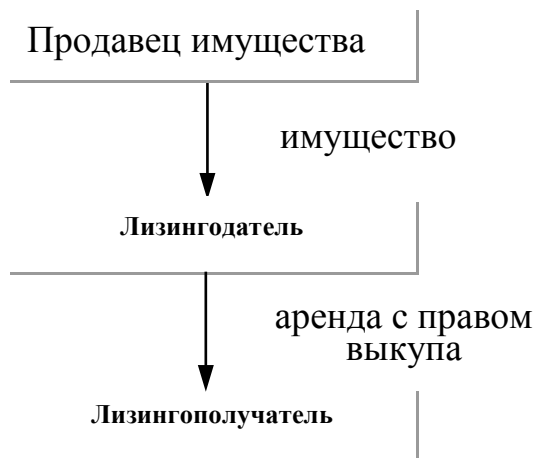 Продавец имущества
имущество
Лизингодатель
аренда с правом
выкупа
Лизингополучатель